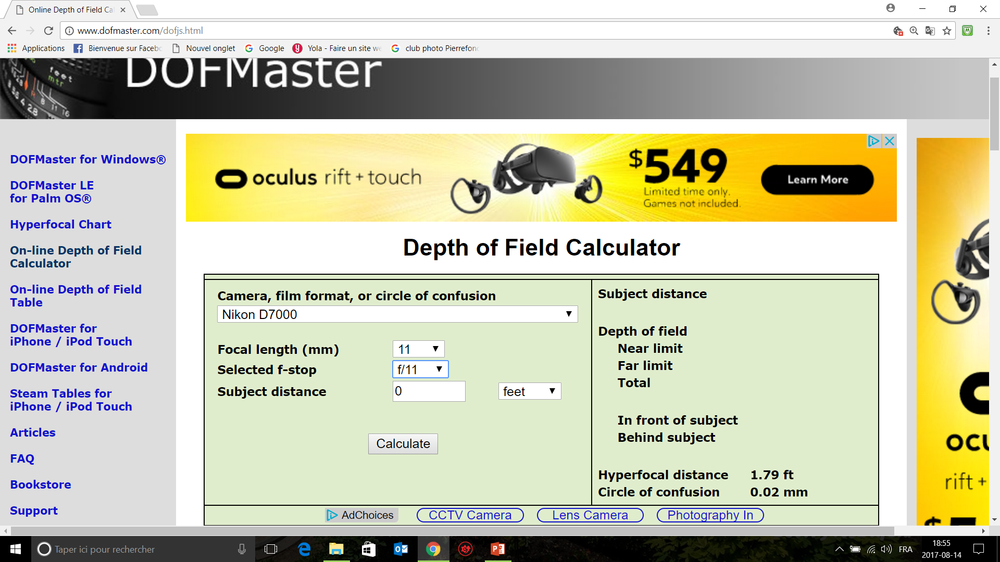 Online Depth of Field Cal
www.dofmaster.com/dofjs.html
Applications
Bienvenue sur Facebo
Nouvel onglet
Google
Yola - Faire un site we
club photo Pierrefond
feet
mtr
DOFMaster
DOFMaster for Windows®
DOFMaster LE
for Palm OS®
Hyperfocal Chart
On-line Depth of Field
Calculator
On-line Depth of Field
Table
DOFMaster for
iPhone / iPod Touch
DOFMaster for Android
Steam Tables for
iPhone / iPod Touch
Articles
FAQ
Bookstore
Support
oculus rift + touch
$549
Limited time only.
Games not included.
Learn More
Depth of Field Calculator
Camera, film format, or circle of confusion
Nikon D7000
Focal length (mm) 11
Selected f-stop f/11
Subject distance 0 feet
Calculate
Subject distance
Depth of field
Near limit
Far limit
Total
In front of subject
Behind subject
Hyperfocal distance 1.79 ft
Circle of confusion 0.02 mm
AdChoices
CCTV Camera
Lens Camera
Photography In
ocu
rift +
$5
Taper ici pour rechercher
FRA
18:55
2017-08-14